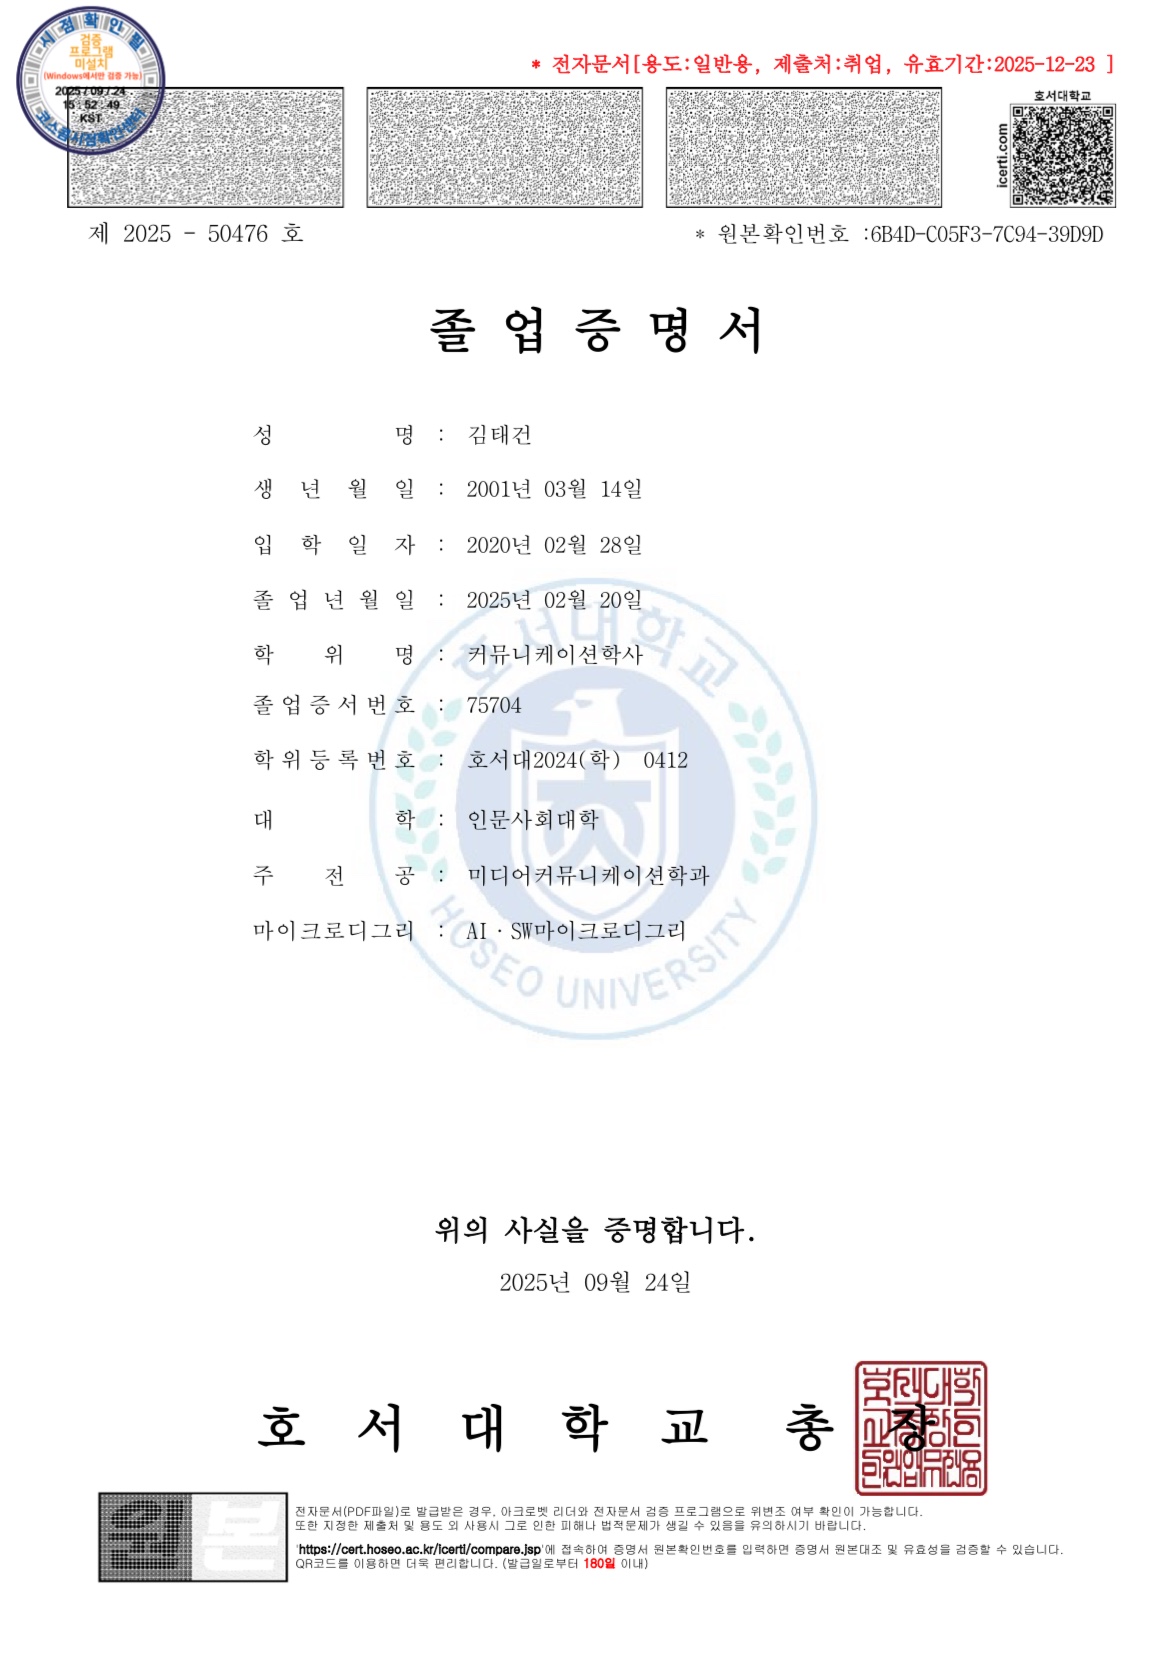 시점확인필
검증
프로그램
미설치
(Windows에서만 검증 가능)
2025/09/24
15:52:49
KST
* 전자문서[용도:일반용, 제출처:취업, 유효기간:2025-12-23 ]
호서대학교
icerti.com
제 2025 - 50476 호
* 원본확인번호 :6B4D-C05F3-7C94-39D9D
졸업증명서
성 명 : 김태건
생년월일 : 2001년 03월 14일
입학일자 : 2020년 02월 28일
졸업년월일 : 2025년 02월 20일
학위명 : 커뮤니케이션학사
졸업증서번호 : 75704
학위등록번호 : 호서대2024(학) 0412
대 학 : 인문사회대학
주전공 : 미디어커뮤니케이션학과
마이크로디그리 : AI·SW마이크로디그리
호서대학교
HOSEO UNIVERSITY
위의 사실을 증명합니다.
2025년 09월 24일
호서대학교 총장
원본
전자문서(PDF파일)로 발급받은 경우, 아크로벳 리더와 전자문서 검증 프로그램으로 위변조 여부 확인이 가능합니다.
또한 지정한 제출처 및 용도 외 사용시 그로 인한 피해나 법적문제가 생길 수 있음을 유의하시기 바랍니다.
'https://cert.hoseo.ac.kr/icerti/compare.jsp'에 접속하여 증명서 원본확인번호를 입력하면 증명서 원본대조 및 유효성을 검증할 수 있습니다.
QR코드를 이용하면 더욱 편리합니다. (발급일로부터 180일 이내)